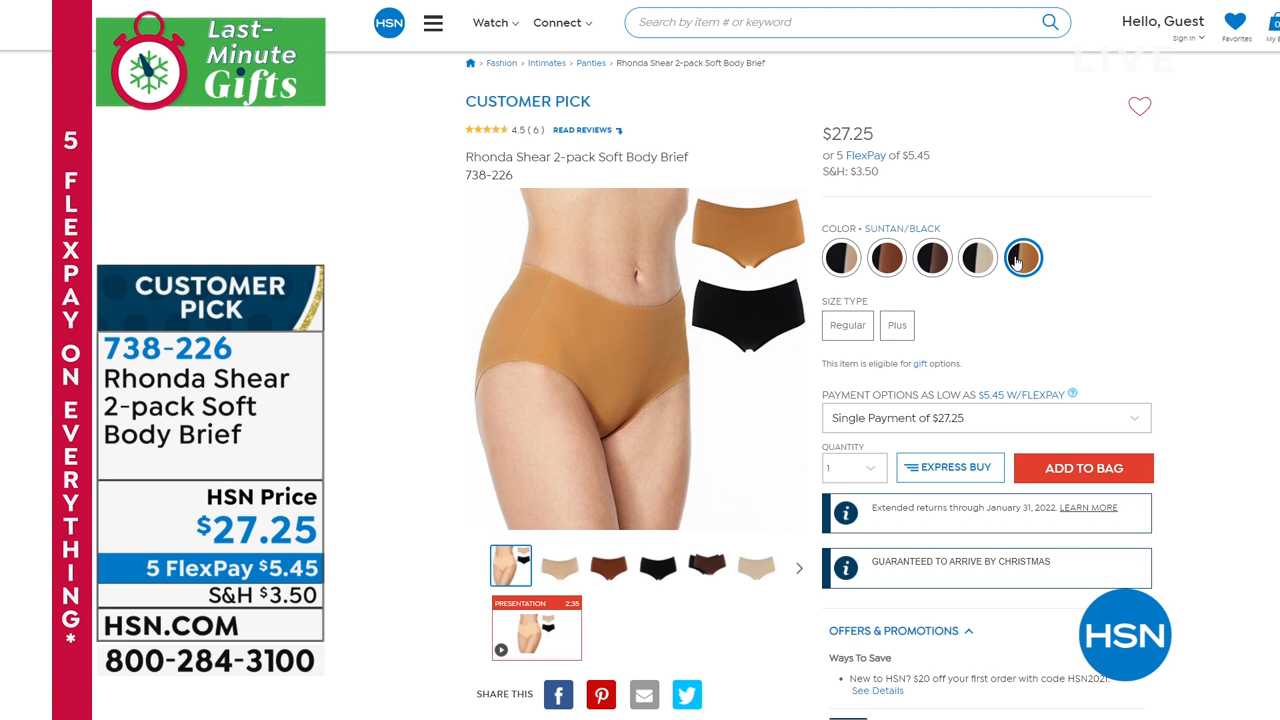 Last-
Minute
Gifts
5 FLEXPAY ON EVERYTHING*
CUSTOMER
PICK
738-226
Rhonda Shear
2-pack Soft
Body Brief
HSN Price
$27.25
5 FlexPay $5.45
S&H $3.50
HSN.COM
800-284-3100
HSN
Watch
Connect
Search by item # or keyword
Hello, Guest
Sign In
Favorites
0
LIVE
> Fashion > Intimates > Panties > Rhonda Shear 2-pack Soft Body Brief
CUSTOMER PICK
4.5 ( 6 ) READ REVIEWS
Rhonda Shear 2-pack Soft Body Brief
738-226
$27.25
or 5 FlexPay of $5.45
S&H: $3.50
COLOR • SUNTAN/BLACK
SIZE TYPE
Regular
Plus
This item is eligible for gift options.
PAYMENT OPTIONS AS LOW AS $5.45 W/FLEXPAY ?
Single Payment of $27.25
QUANTITY
1
EXPRESS BUY
ADD TO BAG
Extended returns through January 31, 2022. LEARN MORE
GUARANTEED TO ARRIVE BY CHRISTMAS
PRESENTATION 2:35
SHARE THIS
OFFERS & PROMOTIONS
Ways To Save
• New to HSN? $20 off your first order with code HSN2021.
See Details
HSN